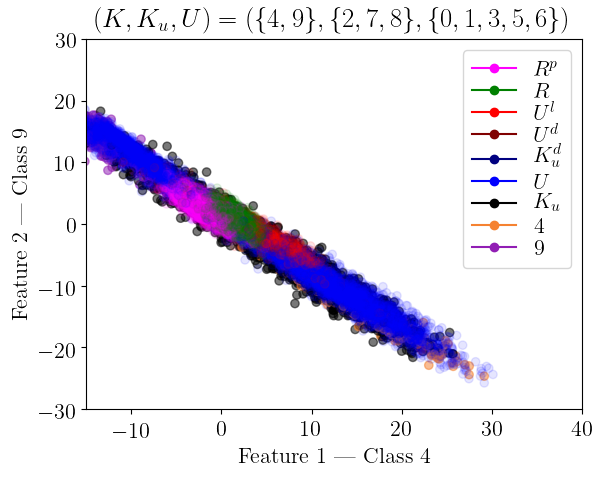 (K, K_u, U) = ({4, 9}, {2, 7, 8}, {0, 1, 3, 5, 6})
30
20
10
0
−10
−20
−30
Feature 2 — Class 9
R^p
R
U^l
U^d
K_u^d
U
K_u
4
9
−10
0
10
20
30
40
Feature 1 — Class 4